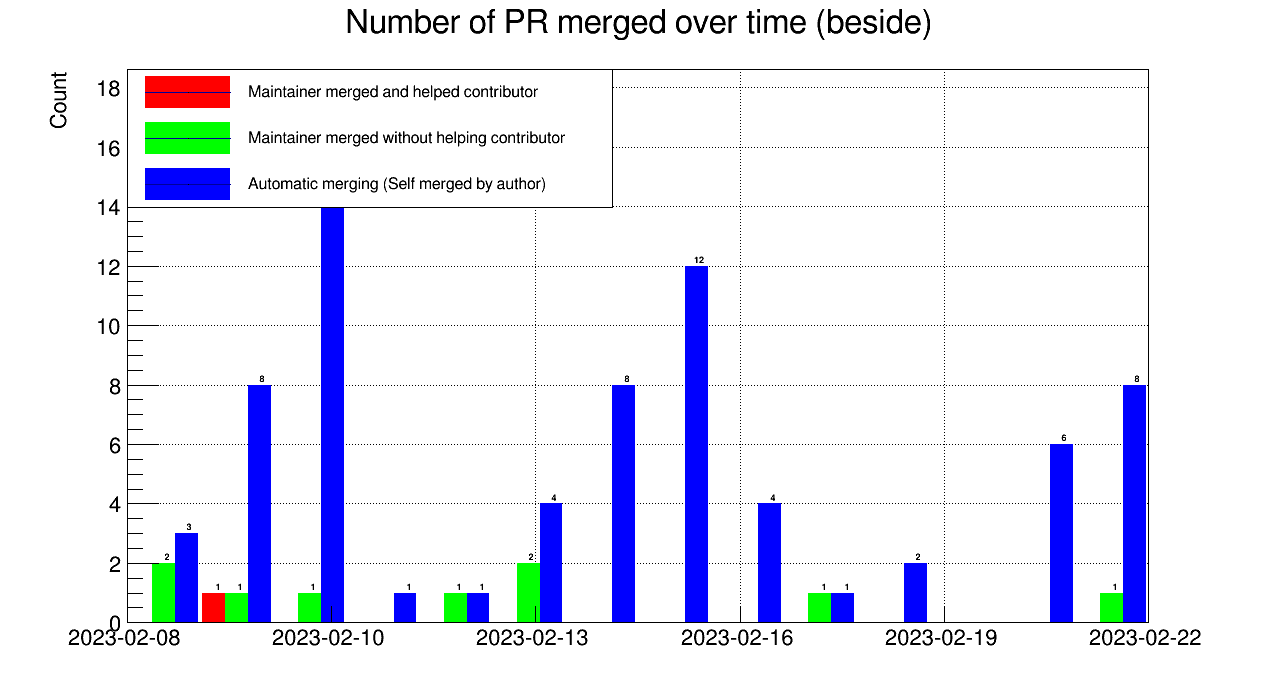 Number of PR merged over time (beside)
Count
Maintainer merged and helped contributor
Maintainer merged without helping contributor
Automatic merging (Self merged by author)
18
16
14
12
10
8
6
4
2
0
2 3 1 1 8 1 1 1 1 2 4 8 12 4 1 1 2 6 1 8
2023-02-08 2023-02-10 2023-02-13 2023-02-16 2023-02-19 2023-02-22